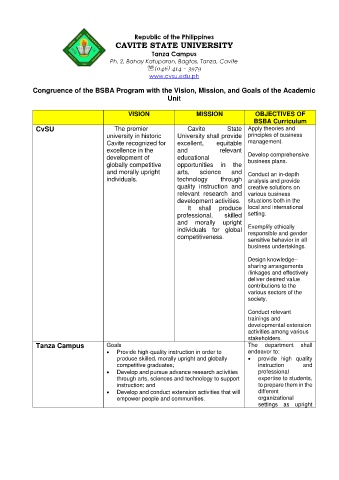 Republic of the Philippines
CAVITE STATE UNIVERSITY
Tanza Campus
Ph. 2, Bahay Katuparan, Bagtas, Tanza, Cavite
☏(046) 414 – 3979
www.cvsu.edu.ph
Congruence of the BSBA Program with the Vision, Mission, and Goals of the Academic
Unit
VISION
MISSION
OBJECTIVES OF
BSBA Curriculum
CvSU
The premier
university in historic
Cavite recognized for
excellence in the
development of
globally competitive
and morally upright
individuals.
Cavite State
University shall provide
excellent, equitable
and relevant
educational
opportunities in the
arts, science and
technology through
quality instruction and
relevant research and
development activities.
It shall produce
professional, skilled
and morally upright
individuals for global
competitiveness.
Apply theories and
principles of business
management.
Develop comprehensive
business plans.
Conduct an in-depth
analysis and provide
creative solutions on
various business
situations both in the
local and international
setting.
Exemplify ethically
responsible and gender
sensitive behavior in all
business undertakings.
Design knowledge–
sharing arrangements
/linkages and effectively
deliver desired value
contributions to the
various sectors of the
society.
Conduct relevant
trainings and
developmental extension
activities among various
stakeholders.
Tanza Campus
Goals
• Provide high quality instruction in order to
produce skilled, morally upright and globally
competitive graduates;
• Develop and pursue advance research activities
through arts, sciences and technology to support
instruction; and
• Develop and conduct extension activities that will
empower people and communities.
The department shall
endeavor to:
• provide high quality
instruction and
professional
expertise to students,
to prepare them in the
different
organizational
settings as upright